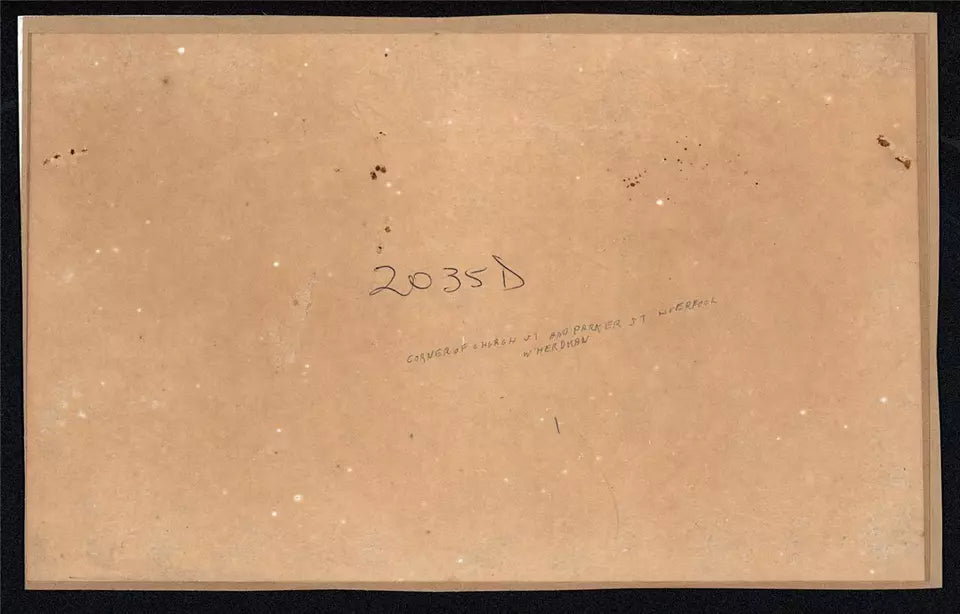 2035D
CORNER OF CHURCH ST AND PARKER ST LIVERPOOL
W HERDMAN